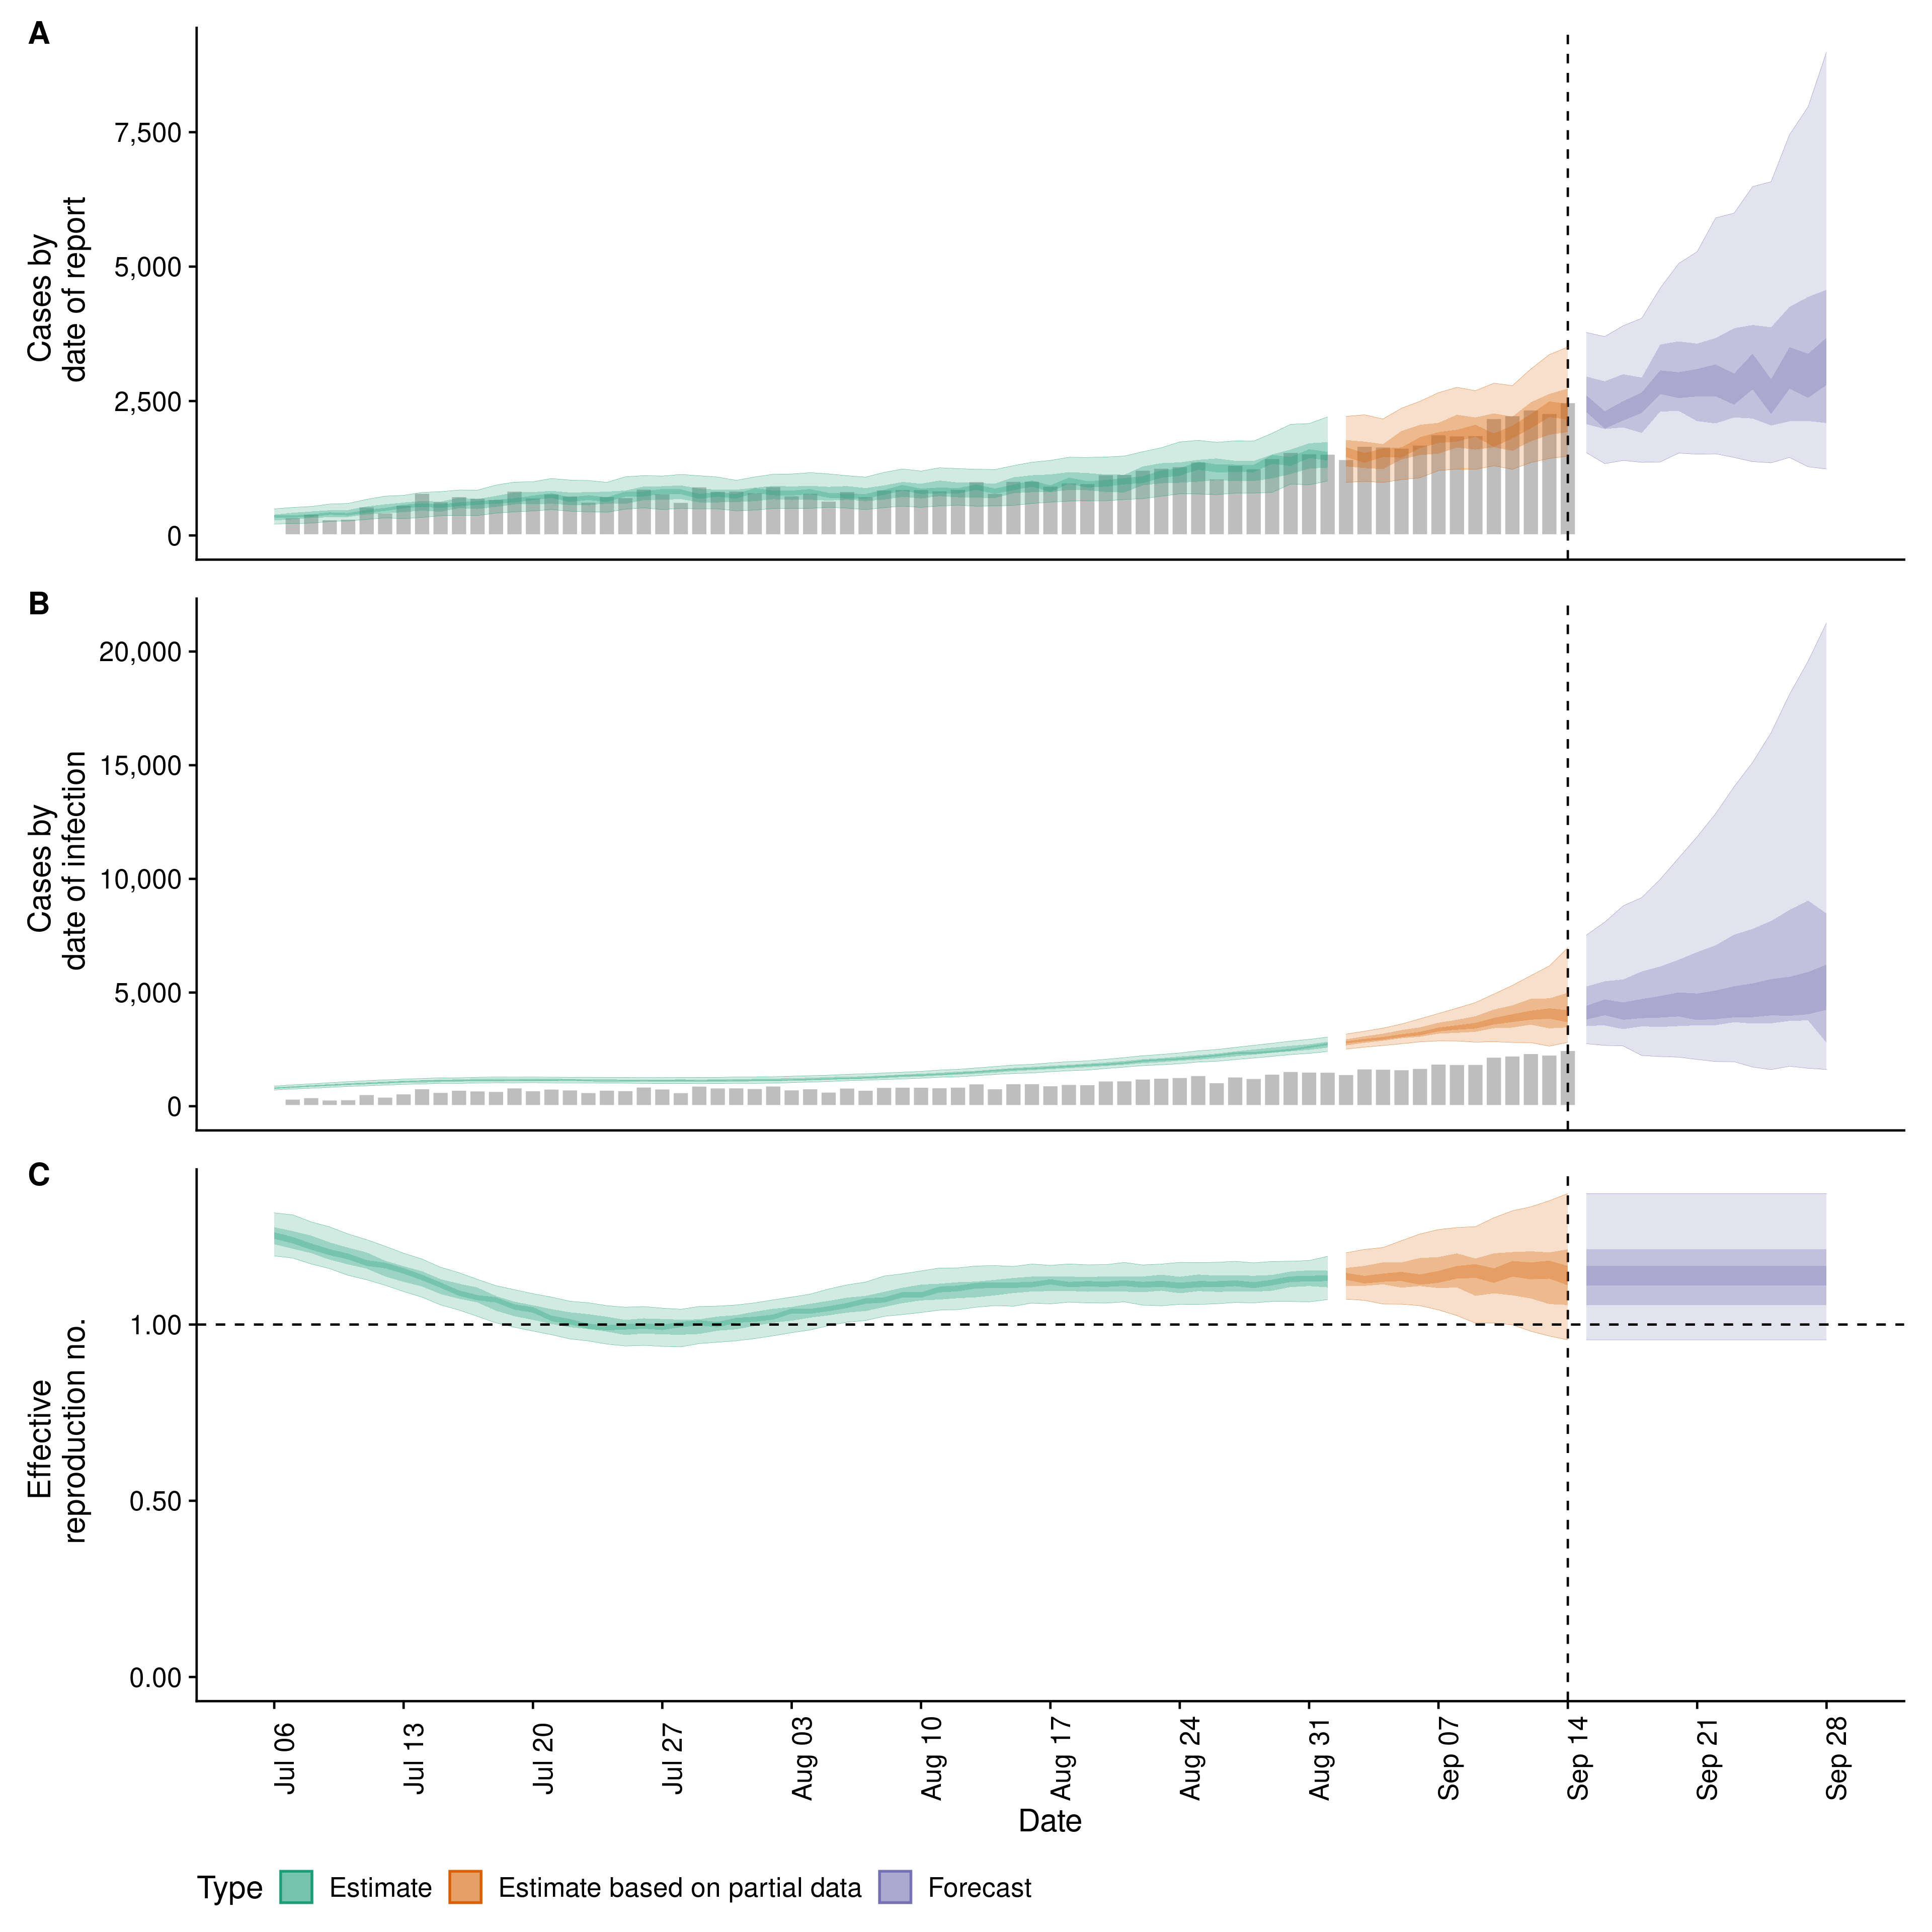 A
Cases by
date of report
7,500
5,000
2,500
0
B
Cases by
date of infection
20,000
15,000
10,000
5,000
0
C
Effective
reproduction no.
1.00
0.50
0.00
Jul 06
Jul 13
Jul 20
Jul 27
Aug 03
Aug 10
Aug 17
Aug 24
Aug 31
Sep 07
Sep 14
Sep 21
Sep 28
Date
Type Estimate Estimate based on partial data Forecast